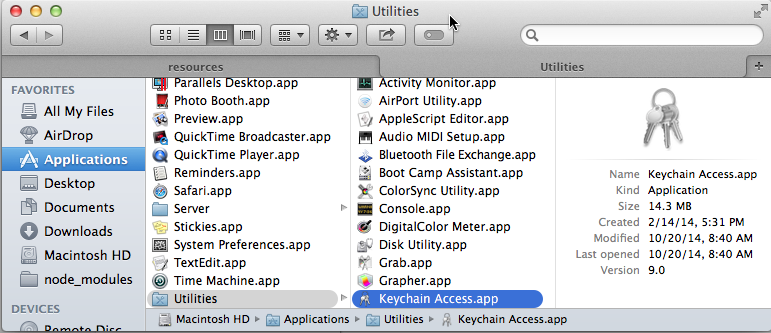 Utilities
resources
Utilities
FAVORITES
All My Files
AirDrop
Applications
Desktop
Documents
Downloads
Macintosh HD
node_modules
DEVICES
Remote Disc
Parallels Desktop.app
Photo Booth.app
Preview.app
QuickTime Broadcaster.app
QuickTime Player.app
Reminders.app
Safari.app
Server
Stickies.app
System Preferences.app
TextEdit.app
Time Machine.app
Utilities
Activity Monitor.app
AirPort Utility.app
AppleScript Editor.app
Audio MIDI Setup.app
Bluetooth File Exchange.app
Boot Camp Assistant.app
ColorSync Utility.app
Console.app
DigitalColor Meter.app
Disk Utility.app
Grab.app
Grapher.app
Keychain Access.app
Name Keychain Access.app
Kind Application
Size 14.3 MB
Created 2/14/14, 5:31 PM
Modified 10/20/14, 8:40 AM
Last opened 10/20/14, 8:40 AM
Version 9.0
Macintosh HD Applications Utilities Keychain Access.app